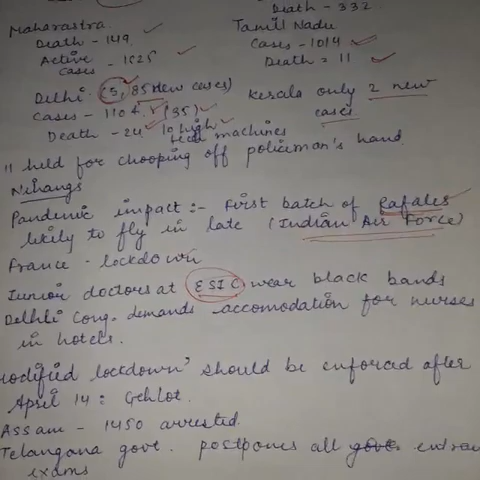 Death - 332
Maharastra.
Death - 149
Active
cases - 1025
Tamil Nadu
Cases - 1014
Death = 11
Delhi (5, 85 New cases)
Cases - 110 (35)
Death - 24
10 high
tech machines
Kerala only 2 new
cases
11 held for chopping off policeman's hand
Nihangs
Pandemic impact :- First batch of Rafales
likely to fly in late (Indian Air Force)
France - lockdown
Junior doctors at ESIC wear black bands
Delhi Cong. demands accomodation for nurses
in hotels.
Modified lockdown' should be enforced after
April 14 : Gehlot.
Assam - 1450 arrested.
Telangana govt. postpones all govt. entran
exams